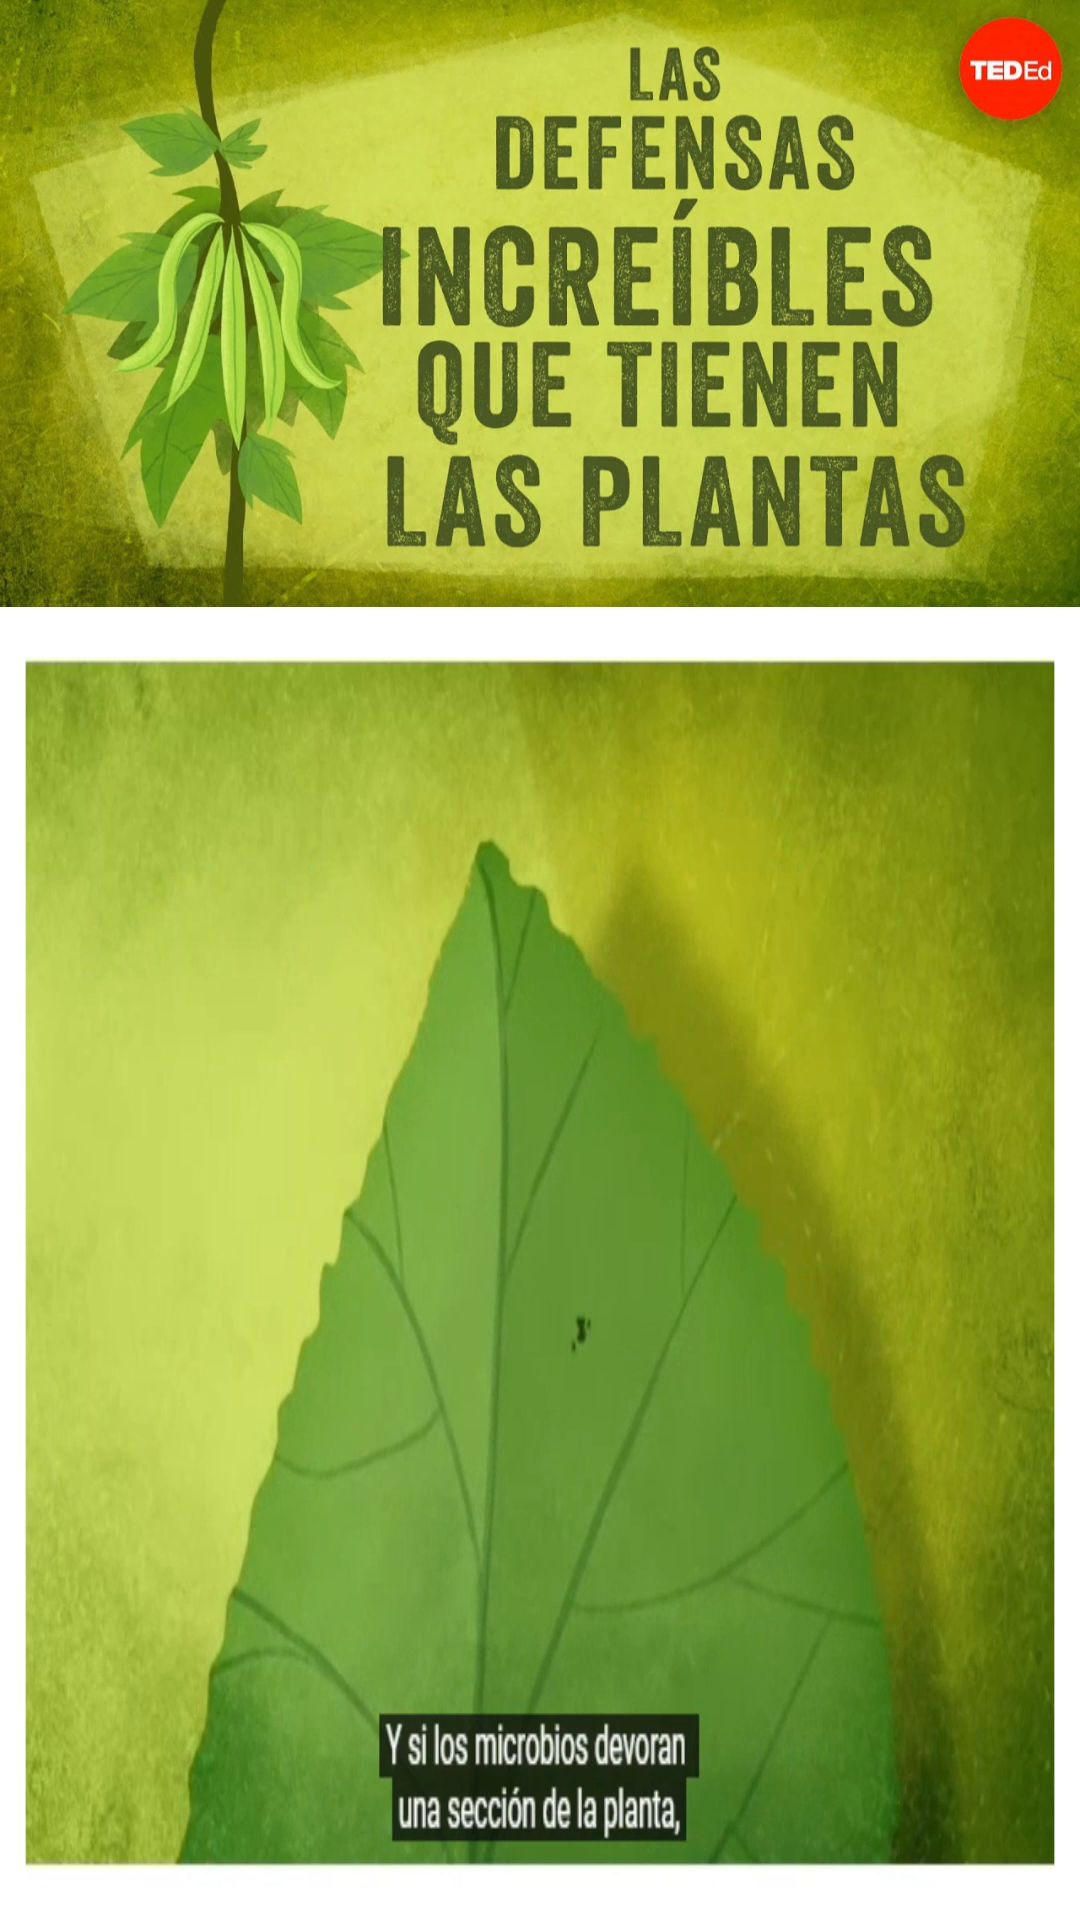 LAS
DEFENSAS
INCREÍBLES
QUE TIENEN
LAS PLANTAS
TEDEd
Y si los microbios devoran
una sección de la planta,